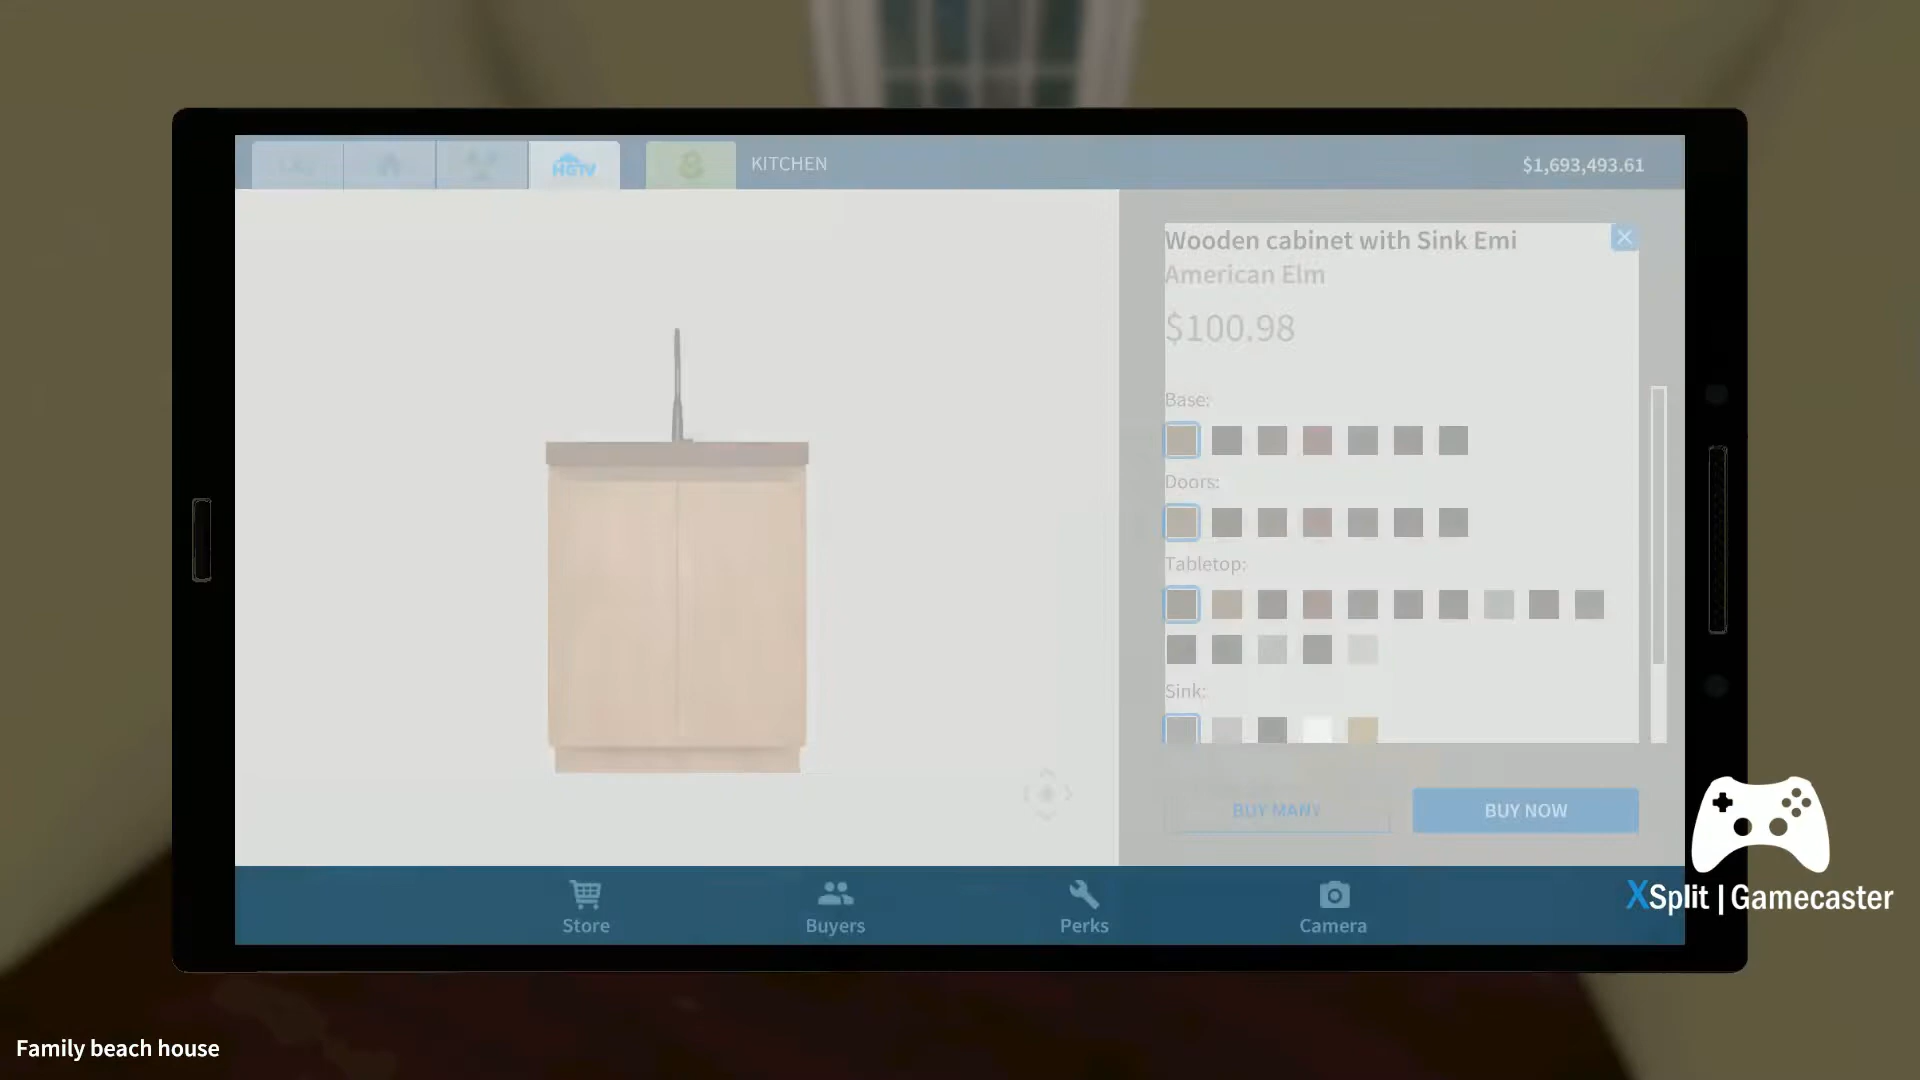 HGTV
KITCHEN
$1,693,493.61
Wooden cabinet with Sink Emi
American Elm
$100.98
Base:
Doors:
Tabletop:
Sink:
BUY MANY
BUY NOW
Store
Buyers
Perks
Camera
XSplit | Gamecaster
Family beach house